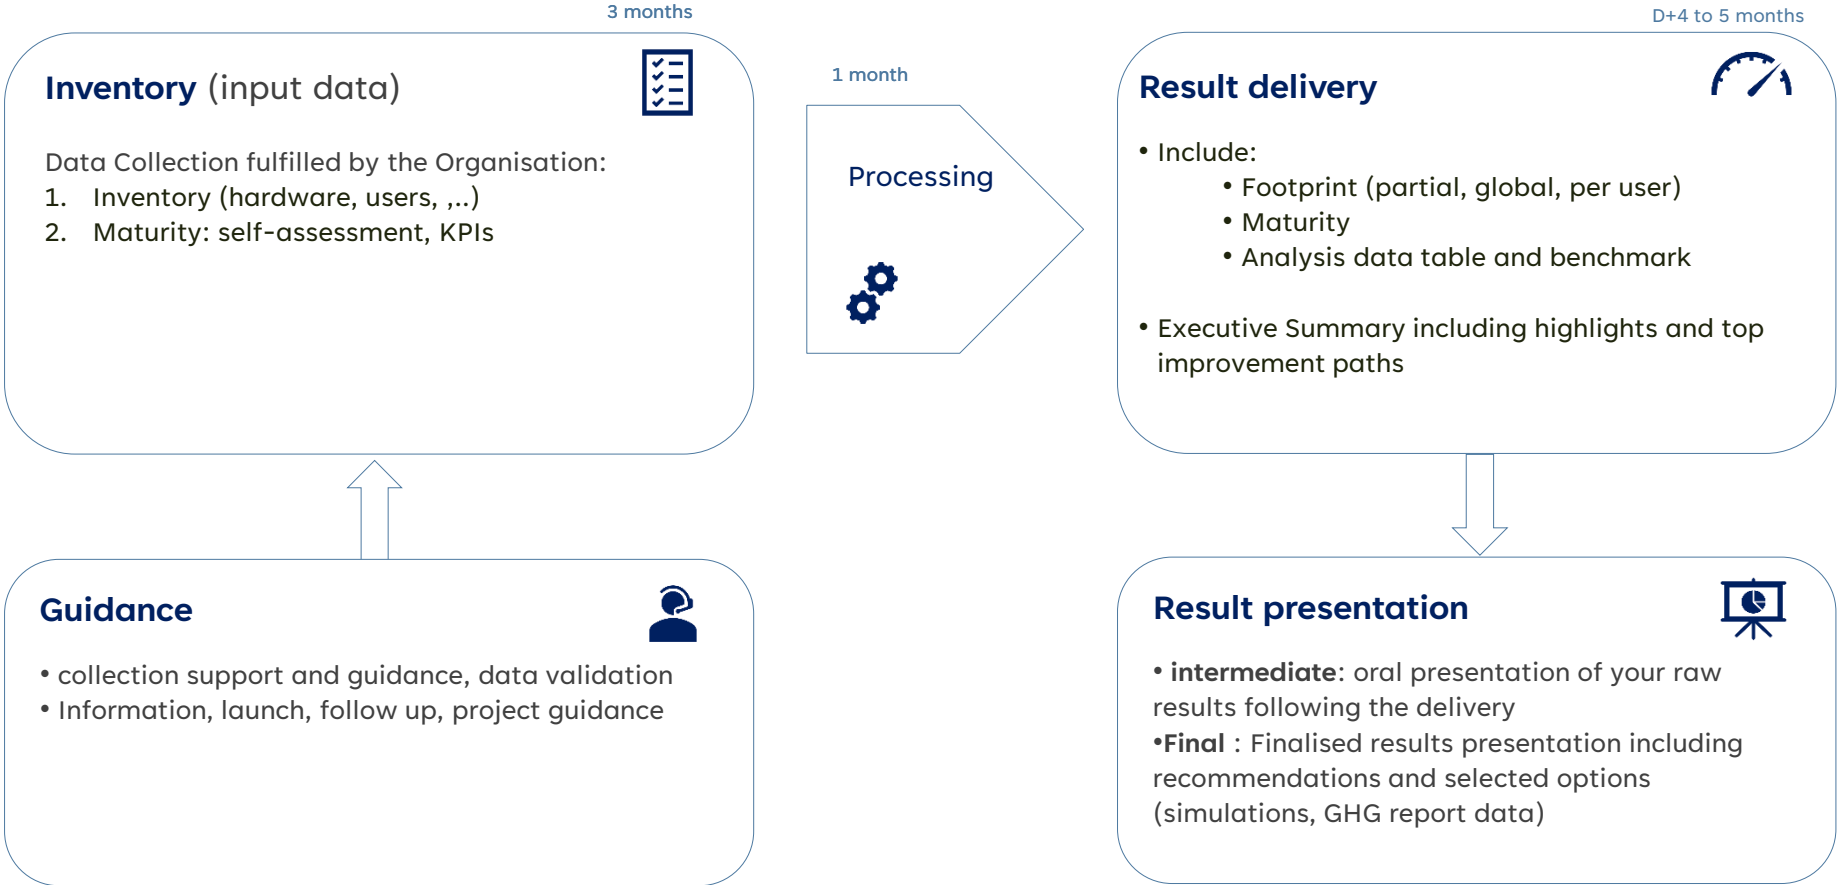 3 months
Inventory (input data)
Data Collection fulfilled by the Organisation:
1. Inventory (hardware, users, ,..)
2. Maturity: self-assessment, KPIs
1 month
Processing
D+4 to 5 months
Result delivery
• Include:
• Footprint (partial, global, per user)
• Maturity
• Analysis data table and benchmark
• Executive Summary including highlights and top
improvement paths
Guidance
• collection support and guidance, data validation
• Information, launch, follow up, project guidance
Result presentation
• intermediate: oral presentation of your raw
results following the delivery
•Final : Finalised results presentation including
recommendations and selected options
(simulations, GHG report data)